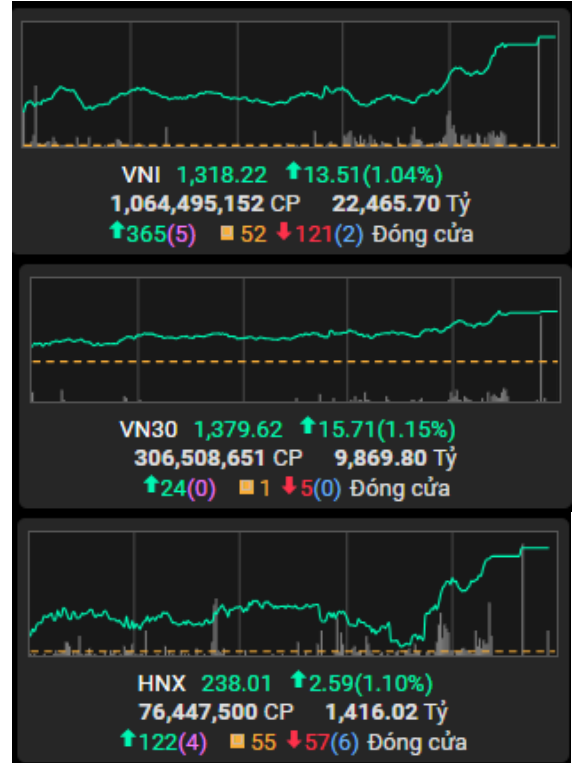 VNI 1,318.22 ⬆13.51(1.04%)
1,064,495,152 CP 22,465.70 Tỷ
⬆365(5) ■ 52 ⬇121(2) Đóng cửa
VN30 1,379.62 ⬆15.71(1.15%)
306,508,651 CP 9,869.80 Tỷ
⬆24(0) ■ 1 ⬇5(0) Đóng cửa
HNX 238.01 ⬆2.59(1.10%)
76,447,500 CP 1,416.02 Tỷ
⬆122(4) ■ 55 ⬇57(6) Đóng cửa